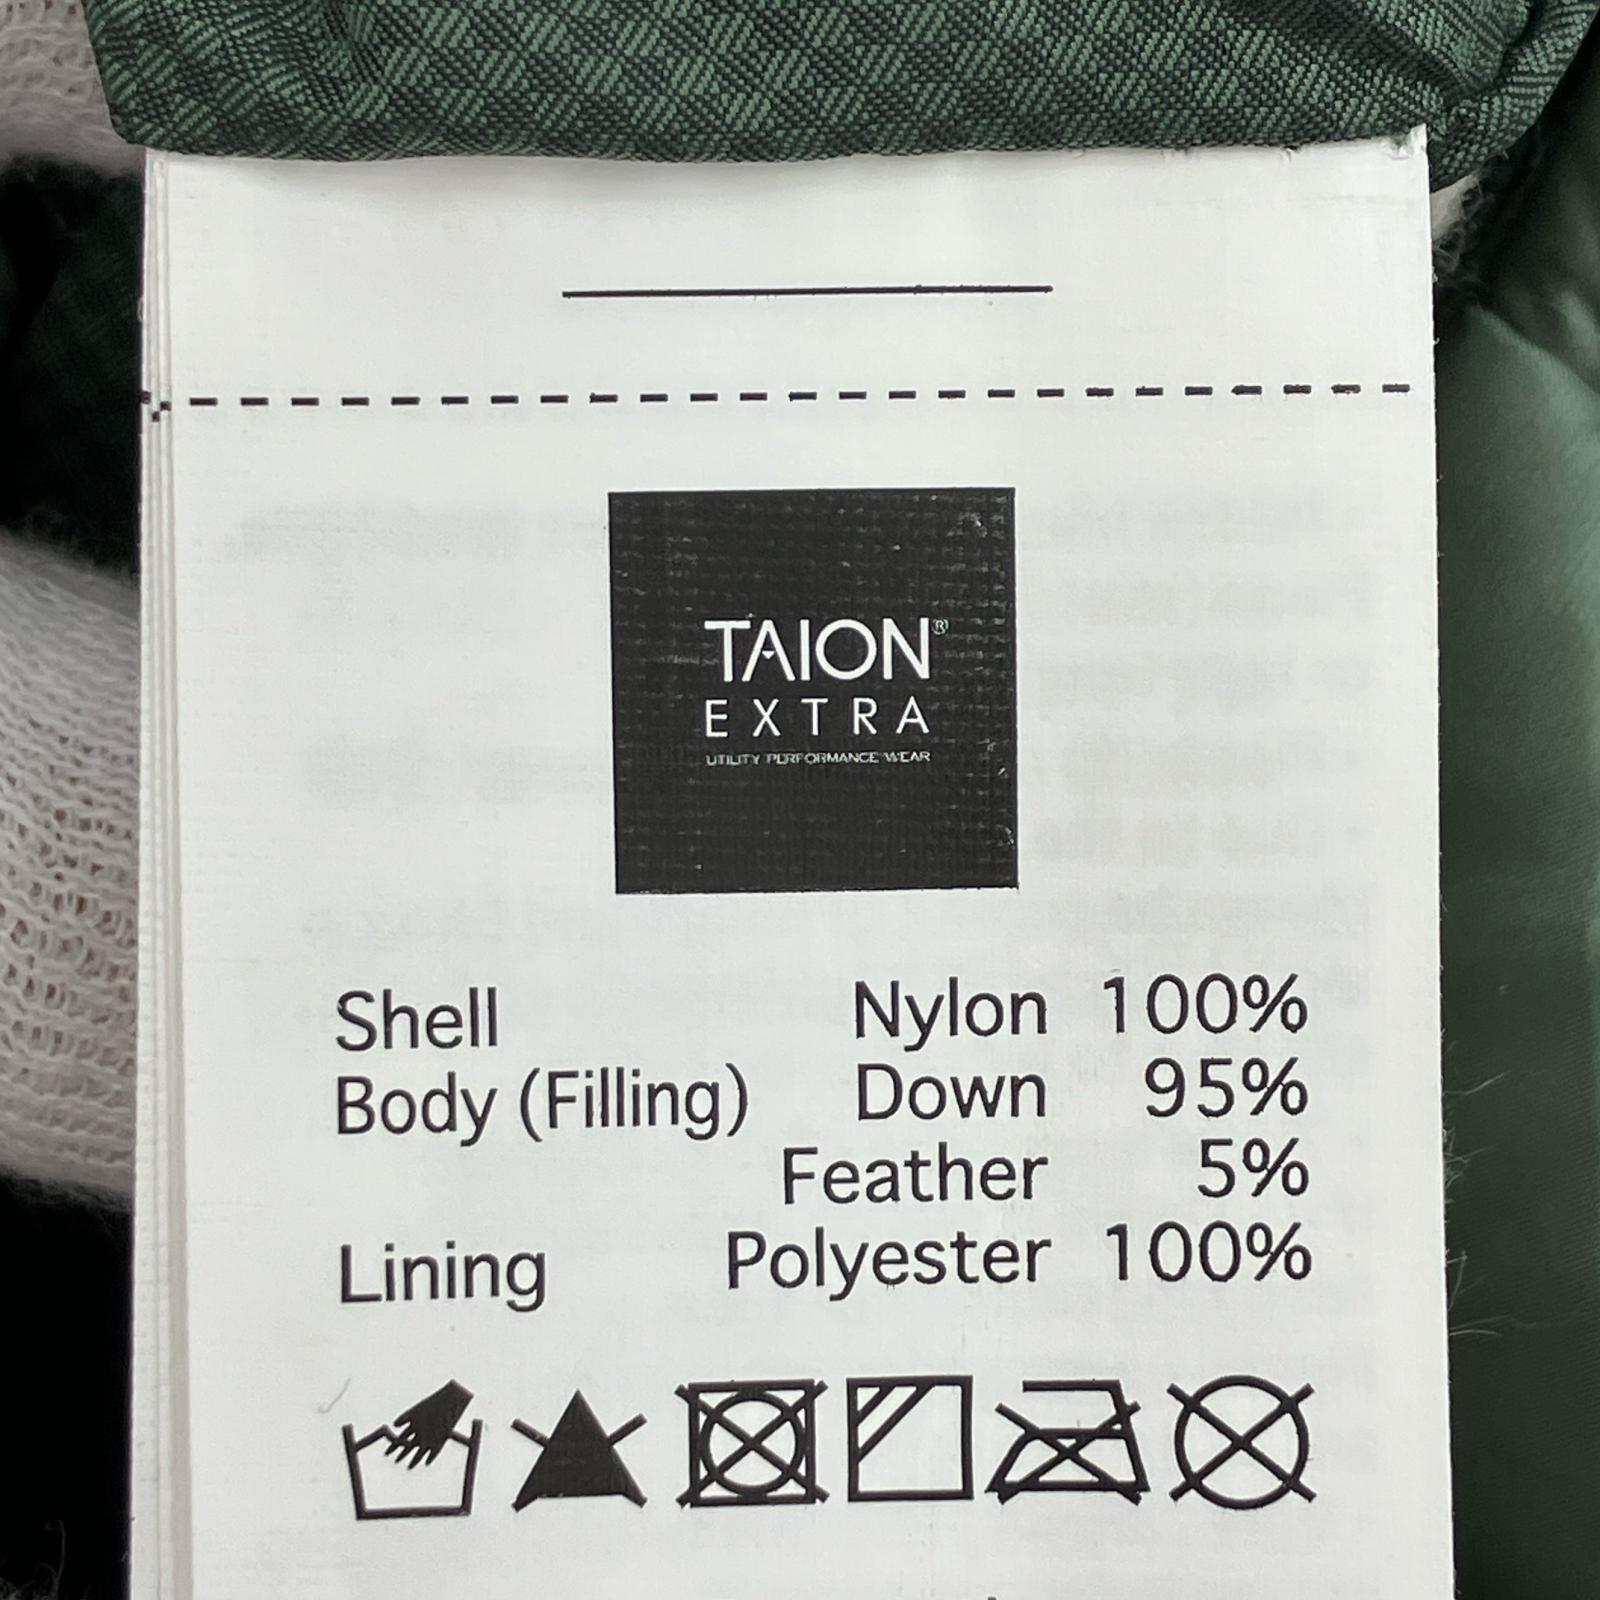 TAION®
EXTRA
UTILITY PERFORMANCE WEAR
Shell Nylon 100%
Body (Filling) Down 95%
Feather 5%
Lining Polyester 100%